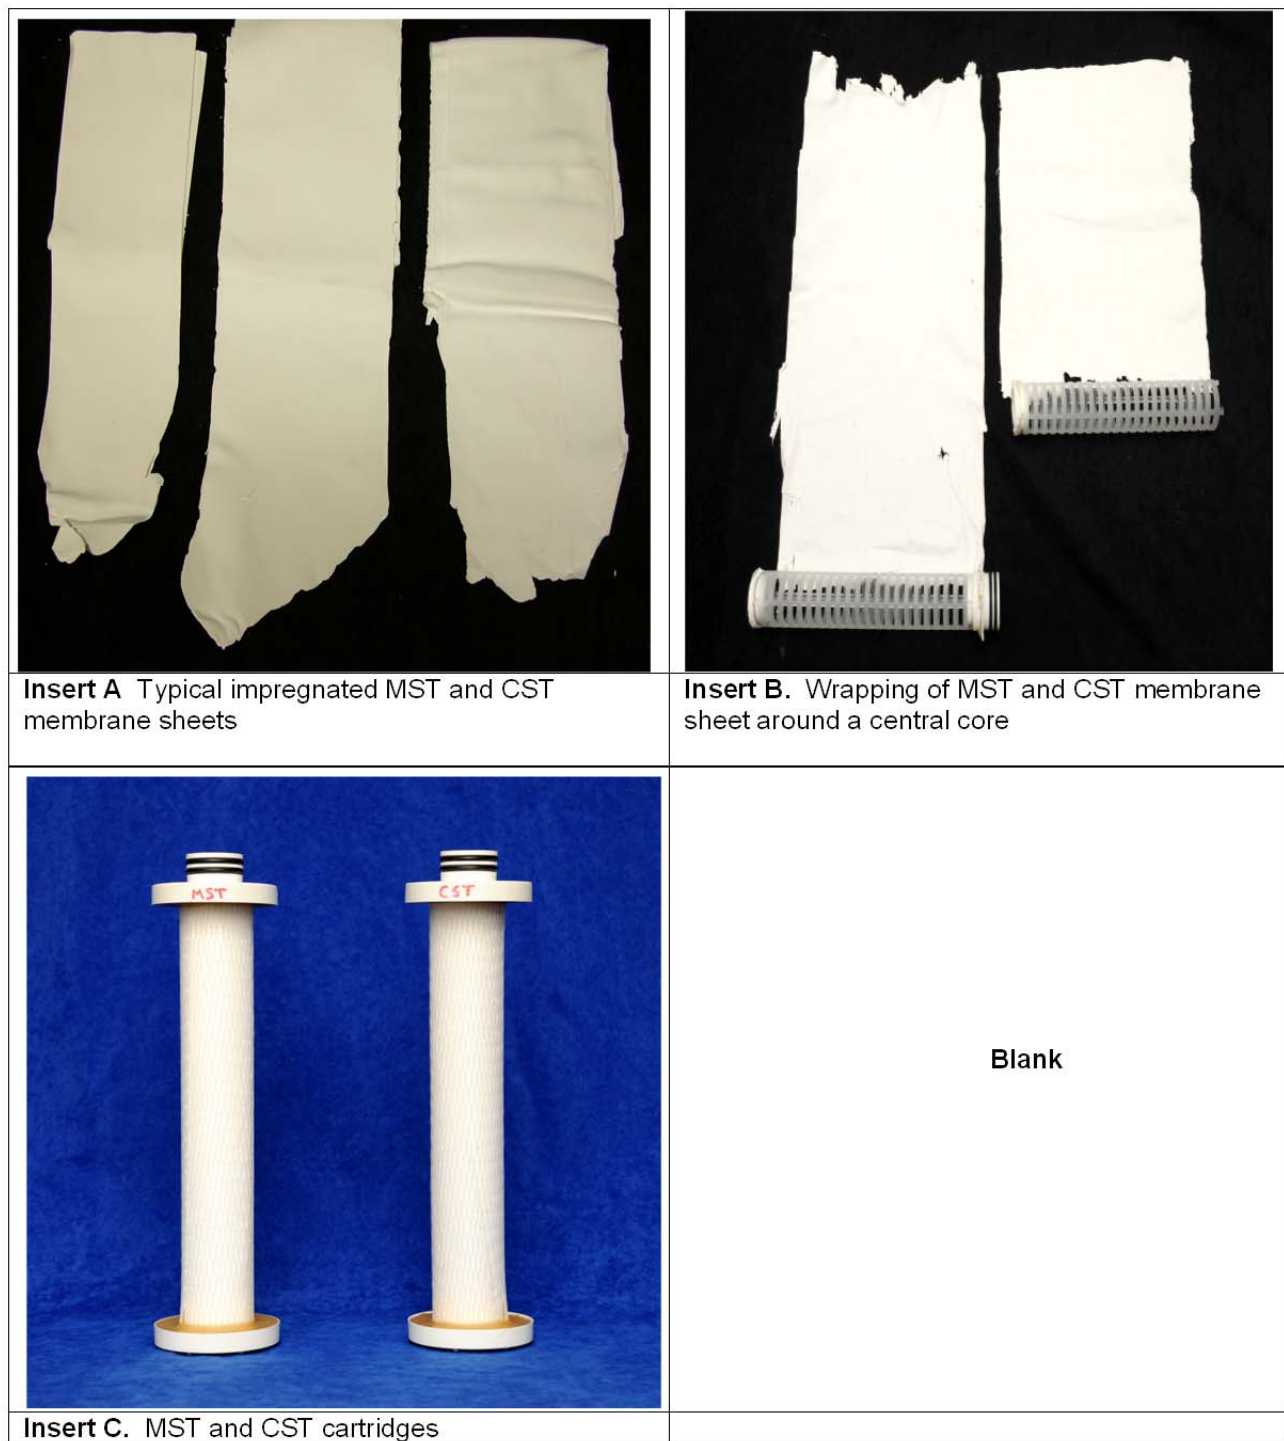 Insert A  Typical impregnated MST and CST
membrane sheets
Insert B.  Wrapping of MST and CST membrane
sheet around a central core
MST
CST
Blank
Insert C.  MST and CST cartridges